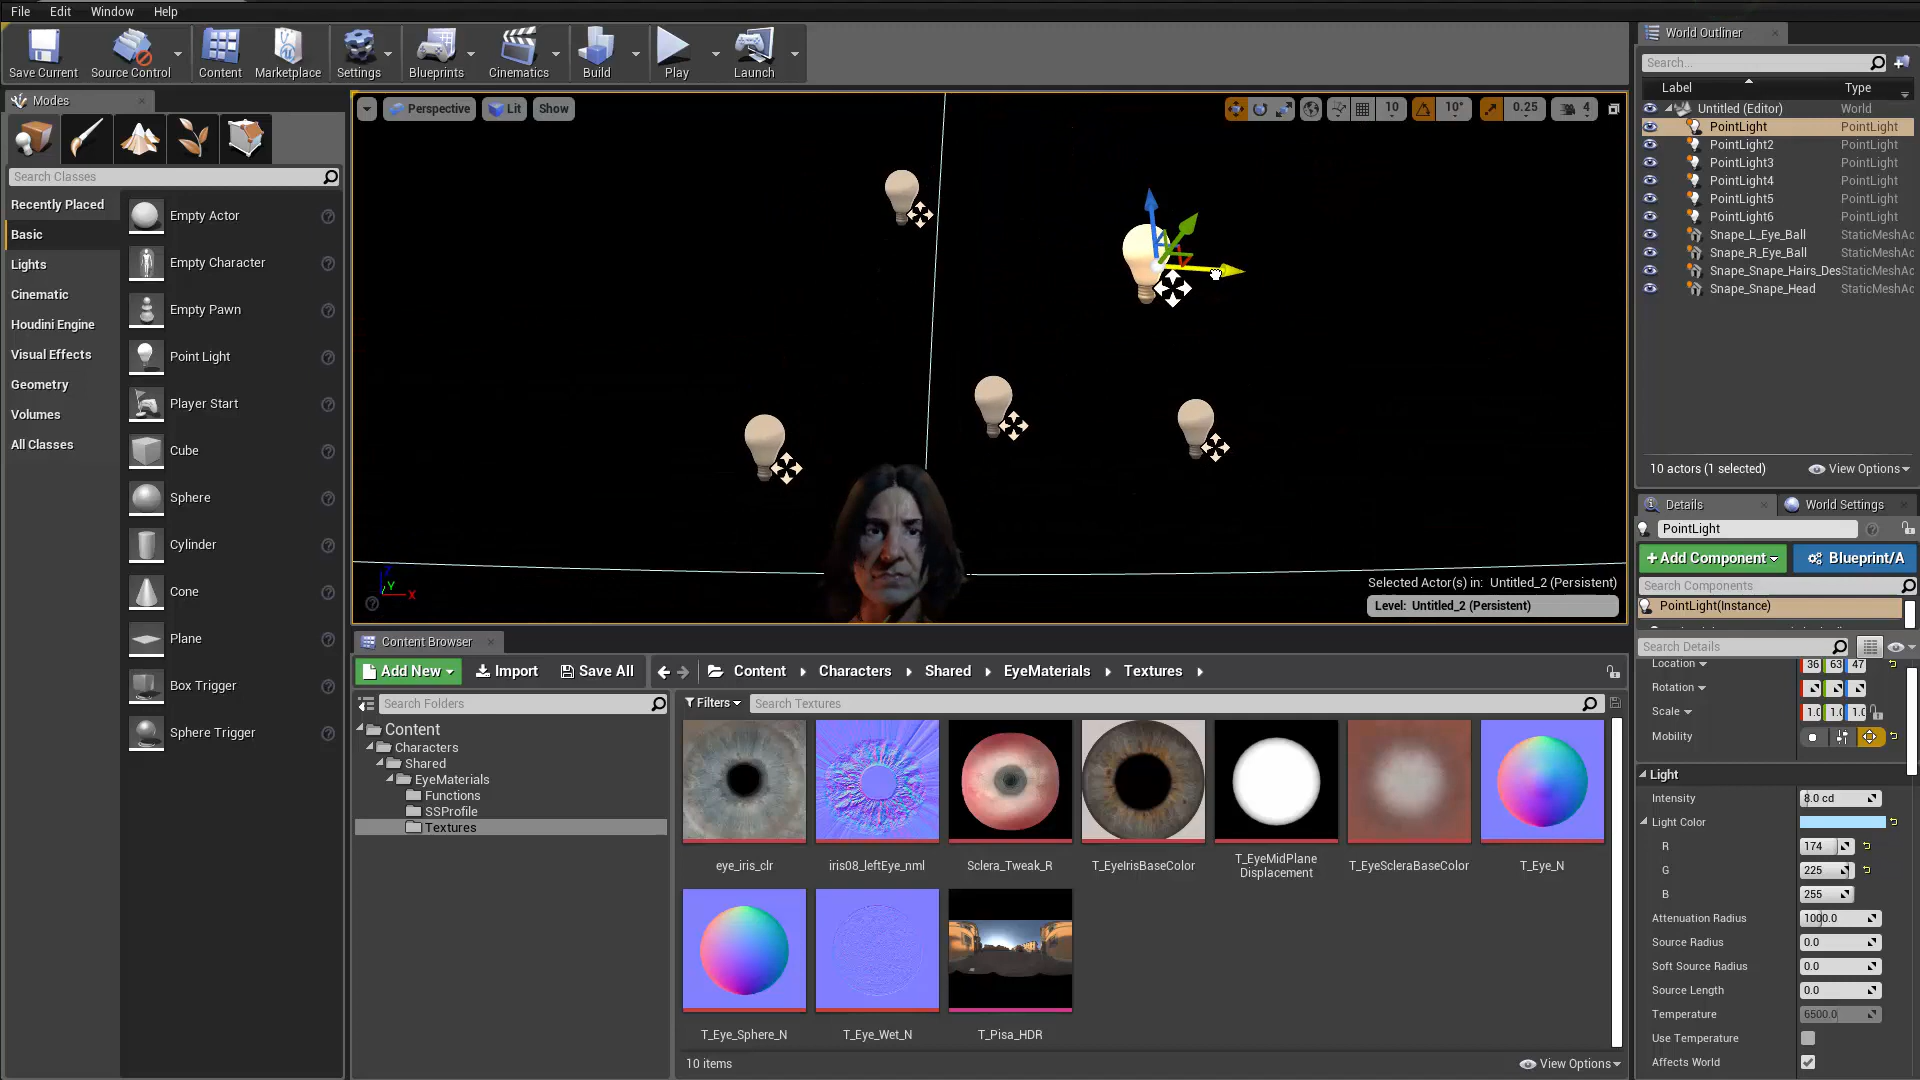 File Edit Window Help
Save Current Source Control Content Marketplace Settings Blueprints Cinematics Build Play Launch
Modes
Search Classes
Recently Placed
Basic
Lights
Cinematic
Houdini Engine
Visual Effects
Geometry
Volumes
All Classes
Empty Actor
Empty Character
Empty Pawn
Point Light
Player Start
Cube
Sphere
Cylinder
Cone
Plane
Box Trigger
Sphere Trigger
Perspective Lit Show 10 10° 0.25 4
Z
Y
X
Selected Actor(s) in: Untitled_2 (Persistent)
Level: Untitled_2 (Persistent)
Content Browser
Add New Import Save All Content Characters Shared EyeMaterials Textures
Search Folders
Content
Characters
Shared
EyeMaterials
Functions
SSProfile
Textures
Filters Search Textures
eye_iris_clr
iris08_leftEye_nml
Sclera_Tweak_R
T_EyeIrisBaseColor
T_EyeMidPlane
Displacement
T_EyeScleraBaseColor
T_Eye_N
T_Eye_Sphere_N
T_Eye_Wet_N
T_Pisa_HDR
10 items View Options
World Outliner
Search...
Label Type
Untitled (Editor) World
PointLight PointLight
PointLight2 PointLight
PointLight3 PointLight
PointLight4 PointLight
PointLight5 PointLight
PointLight6 PointLight
Snape_L_Eye_Ball StaticMeshAc
Snape_R_Eye_Ball StaticMeshAc
Snape_Snape_Hairs_Des StaticMeshAc
Snape_Snape_Head StaticMeshAc
10 actors (1 selected) View Options
Details World Settings
PointLight
+ Add Component Blueprint/A
Search Components
PointLight(Instance)
Search Details
Location 36 63 47
Rotation
Scale 1.0 1.0 1.0
Mobility
Light
Intensity 8.0 cd
Light Color
R 174
G 225
B 255
Attenuation Radius 1000.0
Source Radius 0.0
Soft Source Radius 0.0
Source Length 0.0
Temperature 6500.0
Use Temperature
Affects World